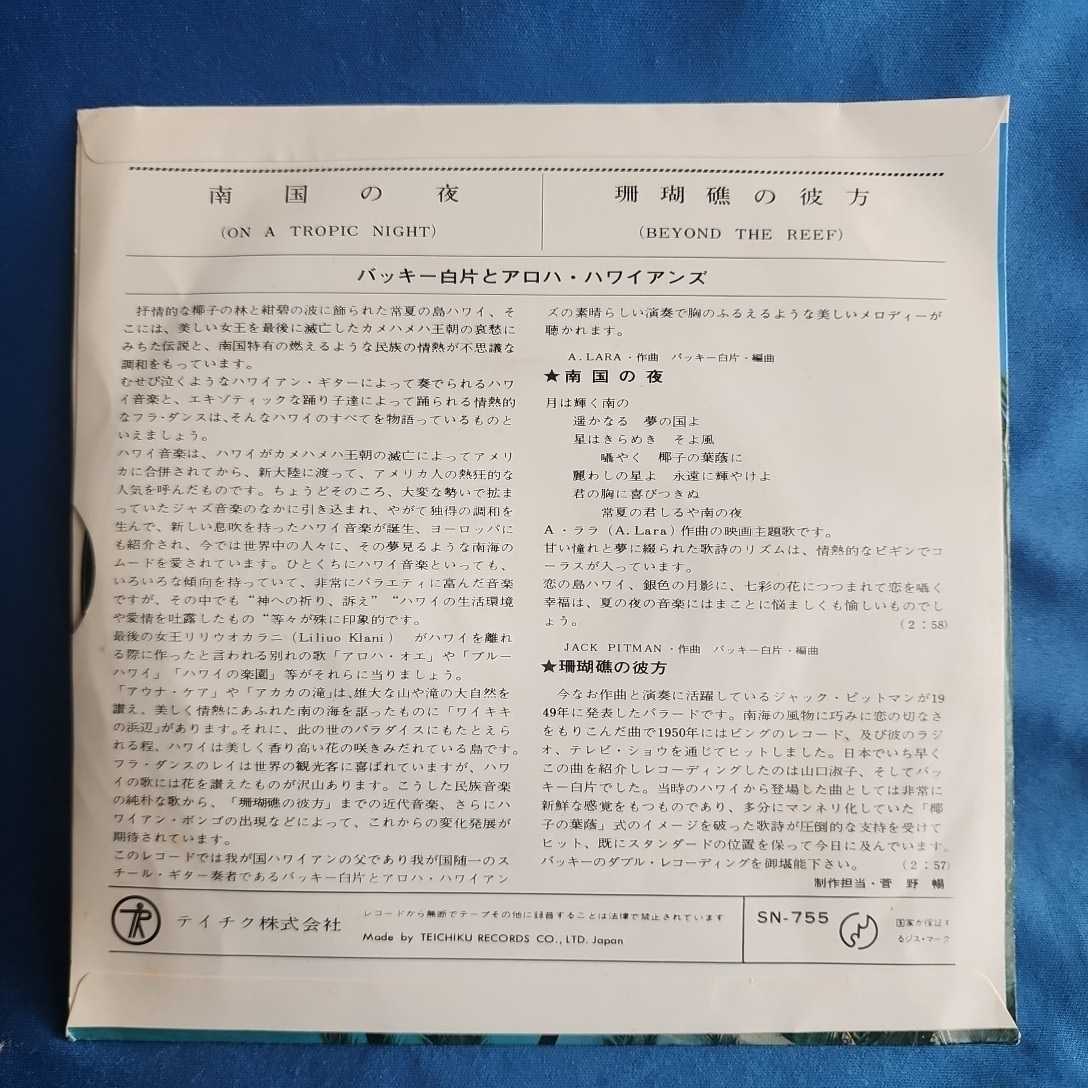 南国の夜
(ON A TROPIC NIGHT)
珊瑚礁の彼方
(BEYOND THE REEF)
バッキー白片とアロハ・ハワイアンズ
抒情的な椰子の林と紺碧の波に飾られた常夏の島ハワイ、そ
こには、美しい女王を最後に滅亡したカメハメハ王朝の哀愁に
みちた伝説と、南国特有の燃えるような民族の情熱が不思議な
調和をもっています。
むせび泣くようなハワイアン・ギターによって奏でられるハワ
イ音楽と、エキゾティックな踊り子達によって踊られる情熱的
なフラ・ダンスは、そんなハワイのすべてを物語っているものと
いえましょう。
ハワイ音楽は、ハワイがカメハメハ王朝の滅亡によってアメリ
カに合併されてから、新大陸に渡って、アメリカ人の熱狂的な
人気を呼んだものです。ちょうどそのころ、大変な勢いで拡ま
っていたジャズ音楽のなかに引き込まれ、やがて独得の調和を
生んで、新しい息吹を持ったハワイ音楽が誕生、ヨーロッパに
も紹介され、今では世界中の人々に、その夢見るような南海の
ムードを愛されています。ひとくちにハワイ音楽といっても、
いろいろな傾向を持っていて、非常にバラエティに富んだ音楽
ですが、その中でも“神への祈り、訴え”“ハワイの生活環境
や愛情を吐露したもの“等々が殊に印象的です。
最後の女王リリウオカラニ(Liliuo Klani) がハワイを離れ
る際に作ったと言われる別れの歌「アロハ・オエ」や「ブルー
ハワイ」「ハワイの楽園」等がそれらに当りましょう。
「アウナ・ケア」や「アカカの滝」は、雄大な山や滝の大自然を
讃え、美しく情熱にあふれた南の海を謳ったものに「ワイキキ
の浜辺」があります。それに、此の世のパラダイスにもたとえら
れる程、ハワイは美しく香り高い花の咲きみだれている島です。
フラ・ダンスのレイは世界の観光客に喜ばれていますが、ハワ
イの歌には花を讃えたものが沢山あります。こうした民族音楽
の純朴な歌から、「珊瑚礁の彼方」までの近代音楽、さらにハ
ワイアン・ボンゴの出現などによって、これからの変化発展が
期待されています。
このレコードでは我が国ハワイアンの父であり我が国随一のス
チール・ギター奏者であるバッキー白片とアロハ・ハワイアン
ズの素晴らしい演奏で胸のふるえるような美しいメロディーが
聴かれます。
A. LARA・作曲 バッキー白片・編曲
★南国の夜
月は輝く南の
遥かなる 夢の国よ
星はきらめき そよ風
囁やく 椰子の葉蔭に
麗わしの星よ 永遠に輝やけよ
君の胸に喜びつきぬ
常夏の君しるや南の夜
A・ララ(A. Lara)作曲の映画主題歌です。
甘い憧れと夢に綴られた歌詩のリズムは、情熱的なビギンでコ
ーラスが入っています。
恋の島ハワイ、銀色の月影に、七彩の花につつまれて恋を囁く
幸福は、夏の夜の音楽にはまことに悩ましくも愉しいものでし
ょう。 (2:58)
JACK PITMAN・作曲 バッキー白片・編曲
★珊瑚礁の彼方
今なお作曲と演奏に活躍しているジャック・ピットマンが19
49年に発表したバラードです。南海の風物に巧みに恋の切なさ
をもりこんだ曲で1950年にはビングのレコード、及び彼のラジ
オ、テレビ・ショウを通じてヒットしました。日本でいち早く
この曲を紹介しレコーディングしたのは山口淑子、そしてバッ
キー白片でした。当時のハワイから登場した曲としては非常に
新鮮な感覚をもつものであり、多分にマンネリ化していた「椰
子の葉蔭」式のイメージを破った歌詩が圧倒的な支持を受けて
ヒット、既にスタンダードの位置を保って今日に及んでいます。
バッキーのダブル・レコーディングを御堪能下さい。 (2:57)
制作担当・菅野暢
テイチク株式会社
レコードから無断でテープその他に録音することは法律で禁止されています
Made by TEICHIKU RECORDS CO., LTD. Japan
SN-755
国家が保証す
るジス・マーク